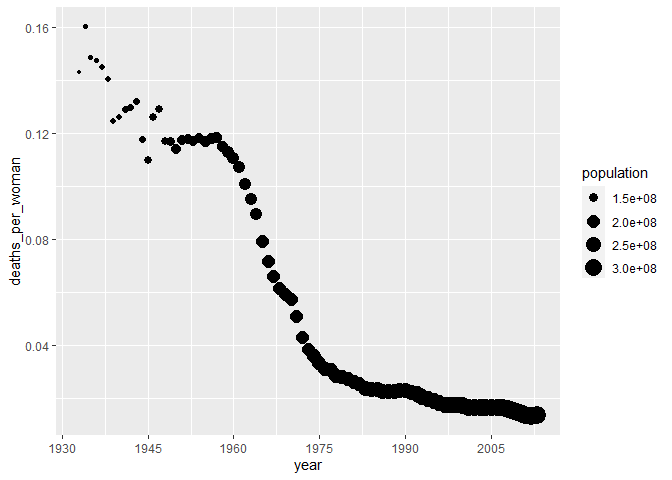 0.16
0.12
0.08
0.04
deaths_per_woman
1930
1945
1960
1975
1990
2005
year
population
1.5e+08
2.0e+08
2.5e+08
3.0e+08